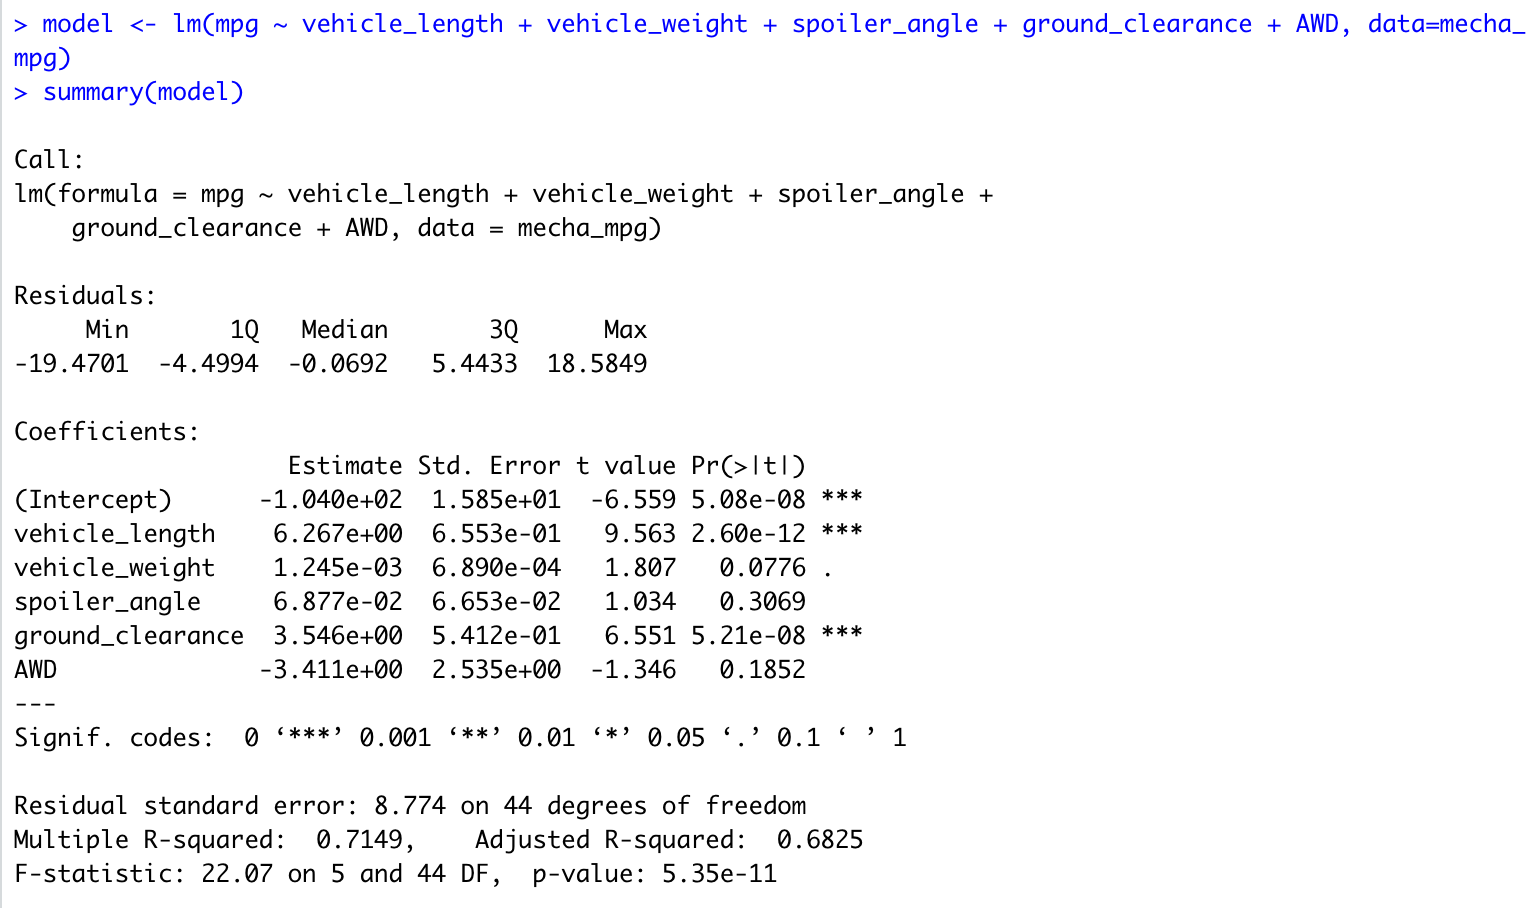 > model <- lm(mpg ~ vehicle_length + vehicle_weight + spoiler_angle + ground_clearance + AWD, data=mecha_
mpg)
> summary(model)

Call:
lm(formula = mpg ~ vehicle_length + vehicle_weight + spoiler_angle +
    ground_clearance + AWD, data = mecha_mpg)

Residuals:
     Min       1Q   Median       3Q      Max
-19.4701  -4.4994  -0.0692   5.4433  18.5849

Coefficients:
                   Estimate Std. Error t value Pr(>|t|)
(Intercept)      -1.040e+02  1.585e+01  -6.559 5.08e-08 ***
vehicle_length    6.267e+00  6.553e-01   9.563 2.60e-12 ***
vehicle_weight    1.245e-03  6.890e-04   1.807   0.0776 .
spoiler_angle     6.877e-02  6.653e-02   1.034   0.3069
ground_clearance  3.546e+00  5.412e-01   6.551 5.21e-08 ***
AWD              -3.411e+00  2.535e+00  -1.346   0.1852
---
Signif. codes:  0 ‘***’ 0.001 ‘**’ 0.01 ‘*’ 0.05 ‘.’ 0.1 ‘ ’ 1

Residual standard error: 8.774 on 44 degrees of freedom
Multiple R-squared:  0.7149,    Adjusted R-squared:  0.6825
F-statistic: 22.07 on 5 and 44 DF,  p-value: 5.35e-11